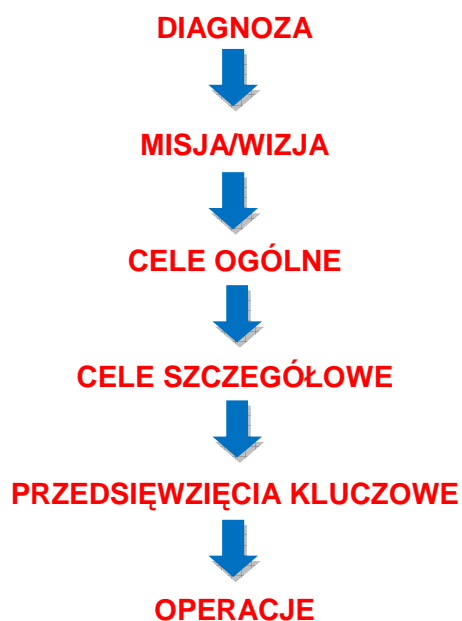 DIAGNOZA
MISJA/WIZJA
CELE OGÓLNE
CELE SZCZEGÓŁOWE
PRZEDSIĘWZIĘCIA KLUCZOWE
OPERACJE